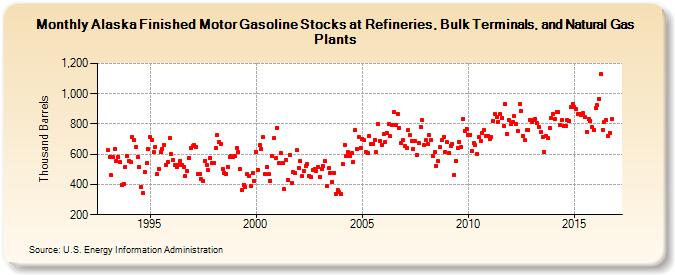 Monthly Alaska Finished Motor Gasoline Stocks at Refineries, Bulk Terminals, and Natural Gas
Plants
Thousand Barrels
1,200
1,000
800
600
400
200
1995
2000
2005
2010
2015
Source: U.S. Energy Information Administration